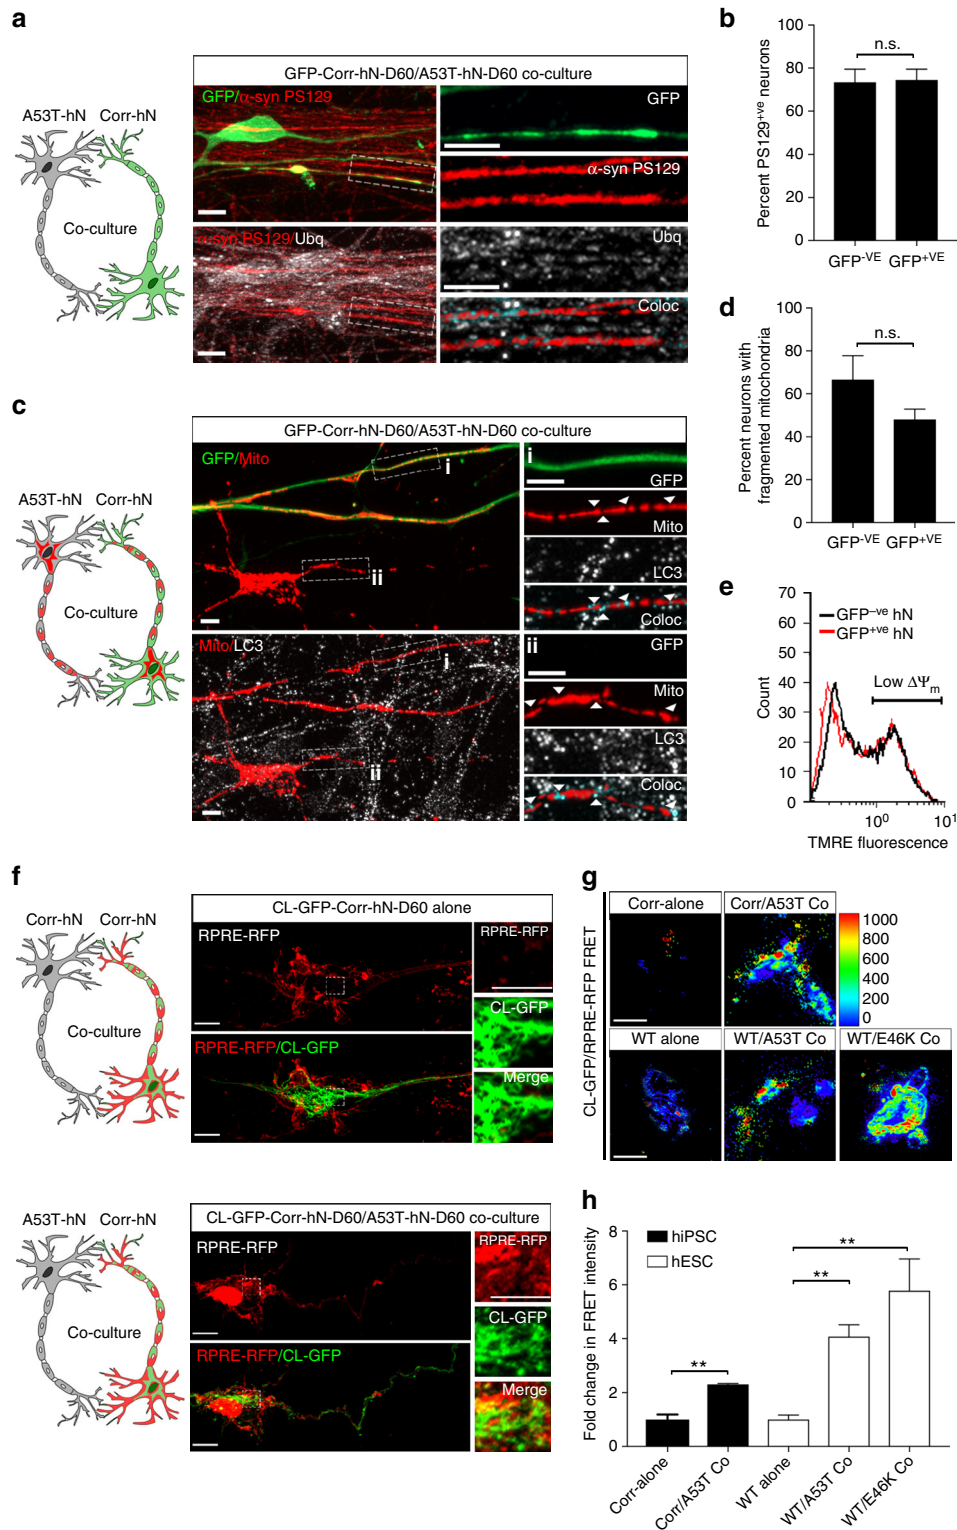 a
A53T-hN Corr-hN
Co-culture
GFP-Corr-hN-D60/A53T-hN-D60 co-culture
GFP/α-syn PS129
GFP
α-syn PS129
α-syn PS129/Ubq
Ubq
Coloc
b
Percent PS129+ve neurons
100
80
60
40
20
0
n.s.
GFP-VE GFP+VE
c
A53T-hN Corr-hN
Co-culture
GFP-Corr-hN-D60/A53T-hN-D60 co-culture
GFP/Mito
i
ii
i
GFP
Mito
LC3
Coloc
Mito/LC3
i
ii
ii
GFP
Mito
LC3
Coloc
d
Percent neurons with
fragmented mitochondria
100
80
60
40
20
0
n.s.
GFP-VE GFP+VE
e
Count
70
60
50
40
30
20
10
0
GFP-ve hN
GFP+ve hN
Low ΔΨm
10⁰ 10¹
TMRE fluorescence
f
Corr-hN Corr-hN
Co-culture
CL-GFP-Corr-hN-D60 alone
RPRE-RFP
RPRE-RFP
CL-GFP
RPRE-RFP/CL-GFP
Merge
A53T-hN Corr-hN
Co-culture
CL-GFP-Corr-hN-D60/A53T-hN-D60 co-culture
RPRE-RFP
RPRE-RFP
CL-GFP
RPRE-RFP/CL-GFP
Merge
g
CL-GFP/RPRE-RFP FRET
Corr-alone
Corr/A53T Co
1000
800
600
400
200
0
WT alone
WT/A53T Co
WT/E46K Co
h
Fold change in FRET intensity
8
6
4
2
0
hiPSC
hESC
**
**
**
Corr-alone
Corr/A53T Co
WT alone
WT/A53T Co
WT/E46K Co